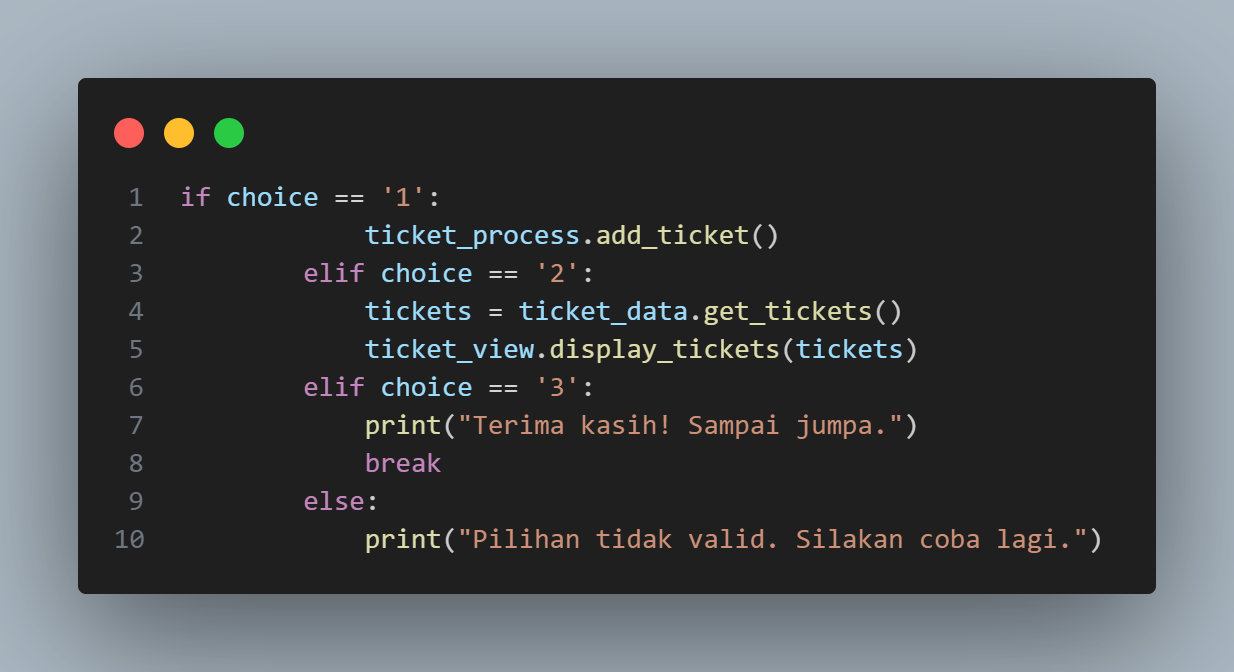 1 if choice == '1':
2             ticket_process.add_ticket()
3         elif choice == '2':
4             tickets = ticket_data.get_tickets()
5             ticket_view.display_tickets(tickets)
6         elif choice == '3':
7             print("Terima kasih! Sampai jumpa.")
8             break
9         else:
10             print("Pilihan tidak valid. Silakan coba lagi.")